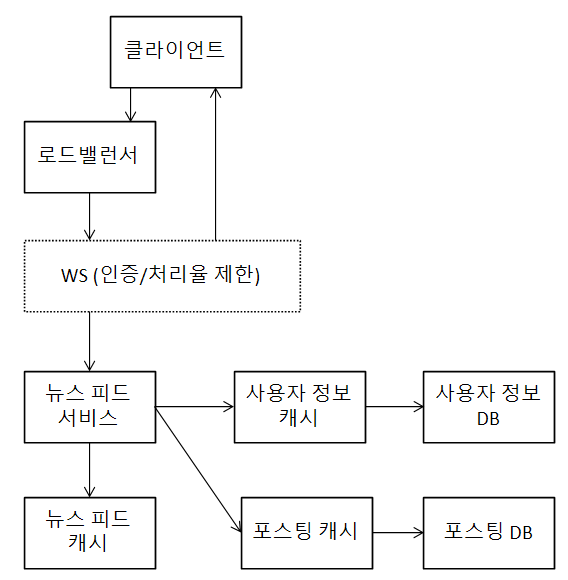 클라이언트
로드밸런서
WS (인증/처리율 제한)
뉴스 피드
서비스
사용자 정보
캐시
사용자 정보
DB
뉴스 피드
캐시
포스팅 캐시
포스팅 DB